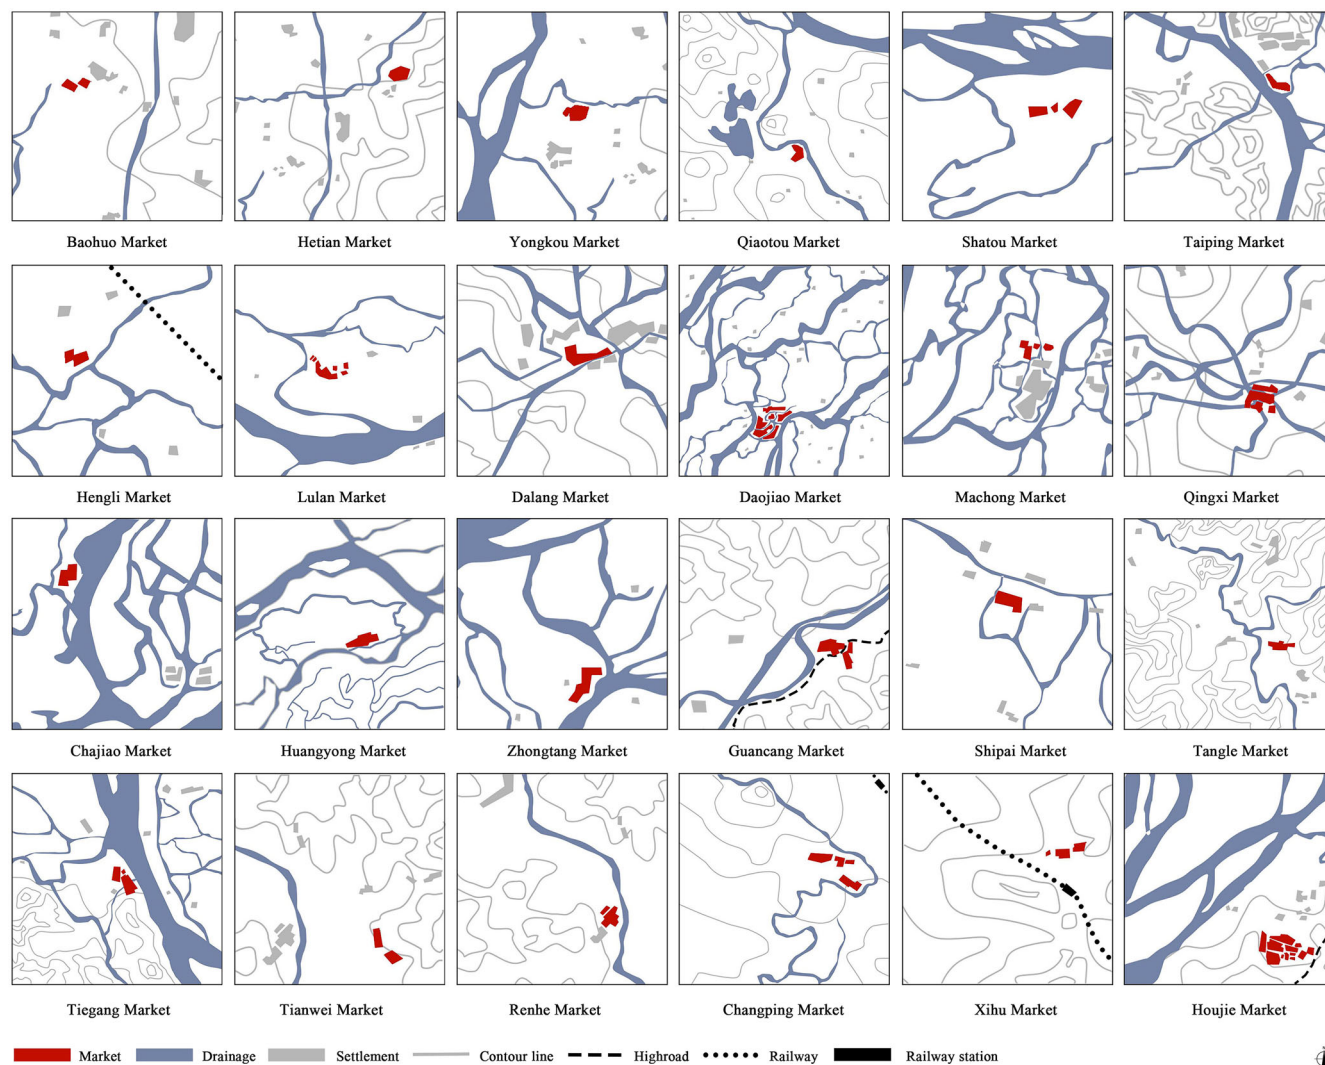 Baohuo Market Hetian Market Yongkou Market Qiaotou Market Shatou Market Taiping Market
Hengli Market Lulan Market Dalang Market Daojiao Market Machong Market Qingxi Market
Chajiao Market Huangyong Market Zhongtang Market Guancang Market Shipai Market Tangle Market
Tiegang Market Tianwei Market Renhe Market Changping Market Xihu Market Houjie Market
Market Drainage Settlement Contour line Highroad Railway Railway station